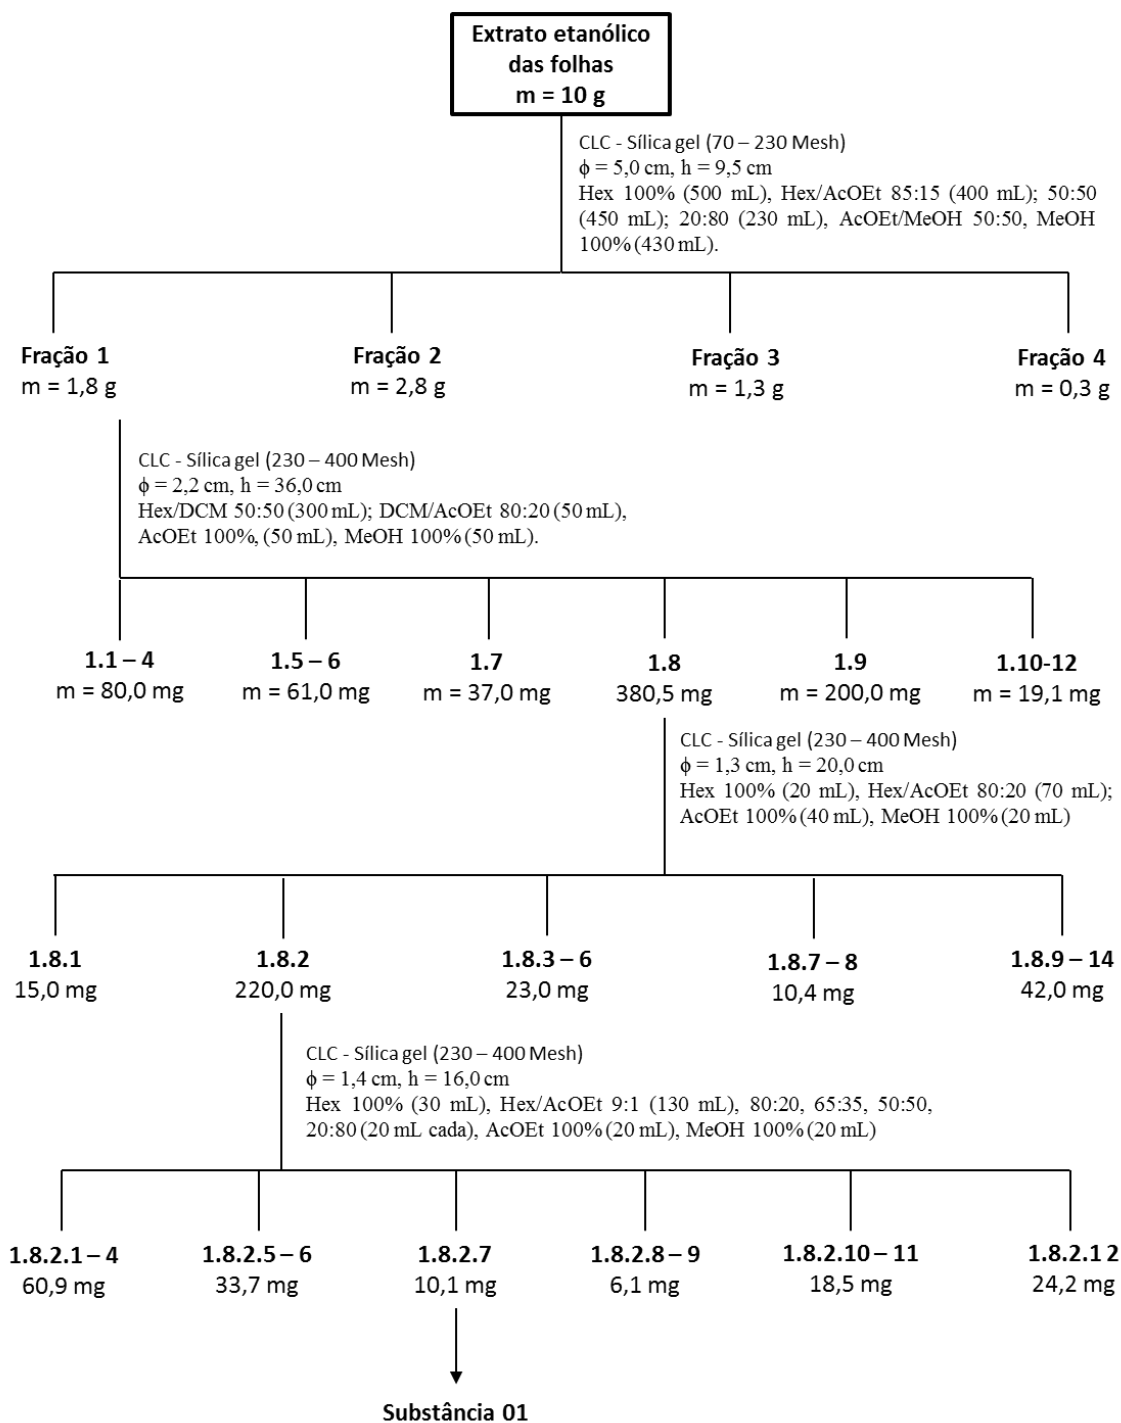 Extrato etanólico
das folhas
m = 10 g
CLC - Sílica gel (70 – 230 Mesh)
ϕ = 5,0 cm, h = 9,5 cm
Hex 100% (500 mL), Hex/AcOEt 85:15 (400 mL); 50:50
(450 mL); 20:80 (230 mL), AcOEt/MeOH 50:50, MeOH
100% (430 mL).
Fração 1
m = 1,8 g
Fração 2
m = 2,8 g
Fração 3
m = 1,3 g
Fração 4
m = 0,3 g
CLC - Sílica gel (230 – 400 Mesh)
ϕ = 2,2 cm, h = 36,0 cm
Hex/DCM 50:50 (300 mL); DCM/AcOEt 80:20 (50 mL),
AcOEt 100%, (50 mL), MeOH 100% (50 mL).
1.1 – 4
m = 80,0 mg
1.5 – 6
m = 61,0 mg
1.7
m = 37,0 mg
1.8
380,5 mg
1.9
m = 200,0 mg
1.10-12
m = 19,1 mg
CLC - Sílica gel (230 – 400 Mesh)
ϕ = 1,3 cm, h = 20,0 cm
Hex 100% (20 mL), Hex/AcOEt 80:20 (70 mL);
AcOEt 100% (40 mL), MeOH 100% (20 mL)
1.8.1
15,0 mg
1.8.2
220,0 mg
1.8.3 – 6
23,0 mg
1.8.7 – 8
10,4 mg
1.8.9 – 14
42,0 mg
CLC - Sílica gel (230 – 400 Mesh)
ϕ = 1,4 cm, h = 16,0 cm
Hex 100% (30 mL), Hex/AcOEt 9:1 (130 mL), 80:20, 65:35, 50:50,
20:80 (20 mL cada), AcOEt 100% (20 mL), MeOH 100% (20 mL)
1.8.2.1 – 4
60,9 mg
1.8.2.5 – 6
33,7 mg
1.8.2.7
10,1 mg
1.8.2.8 – 9
6,1 mg
1.8.2.10 – 11
18,5 mg
1.8.2.12
24,2 mg
Substância 01